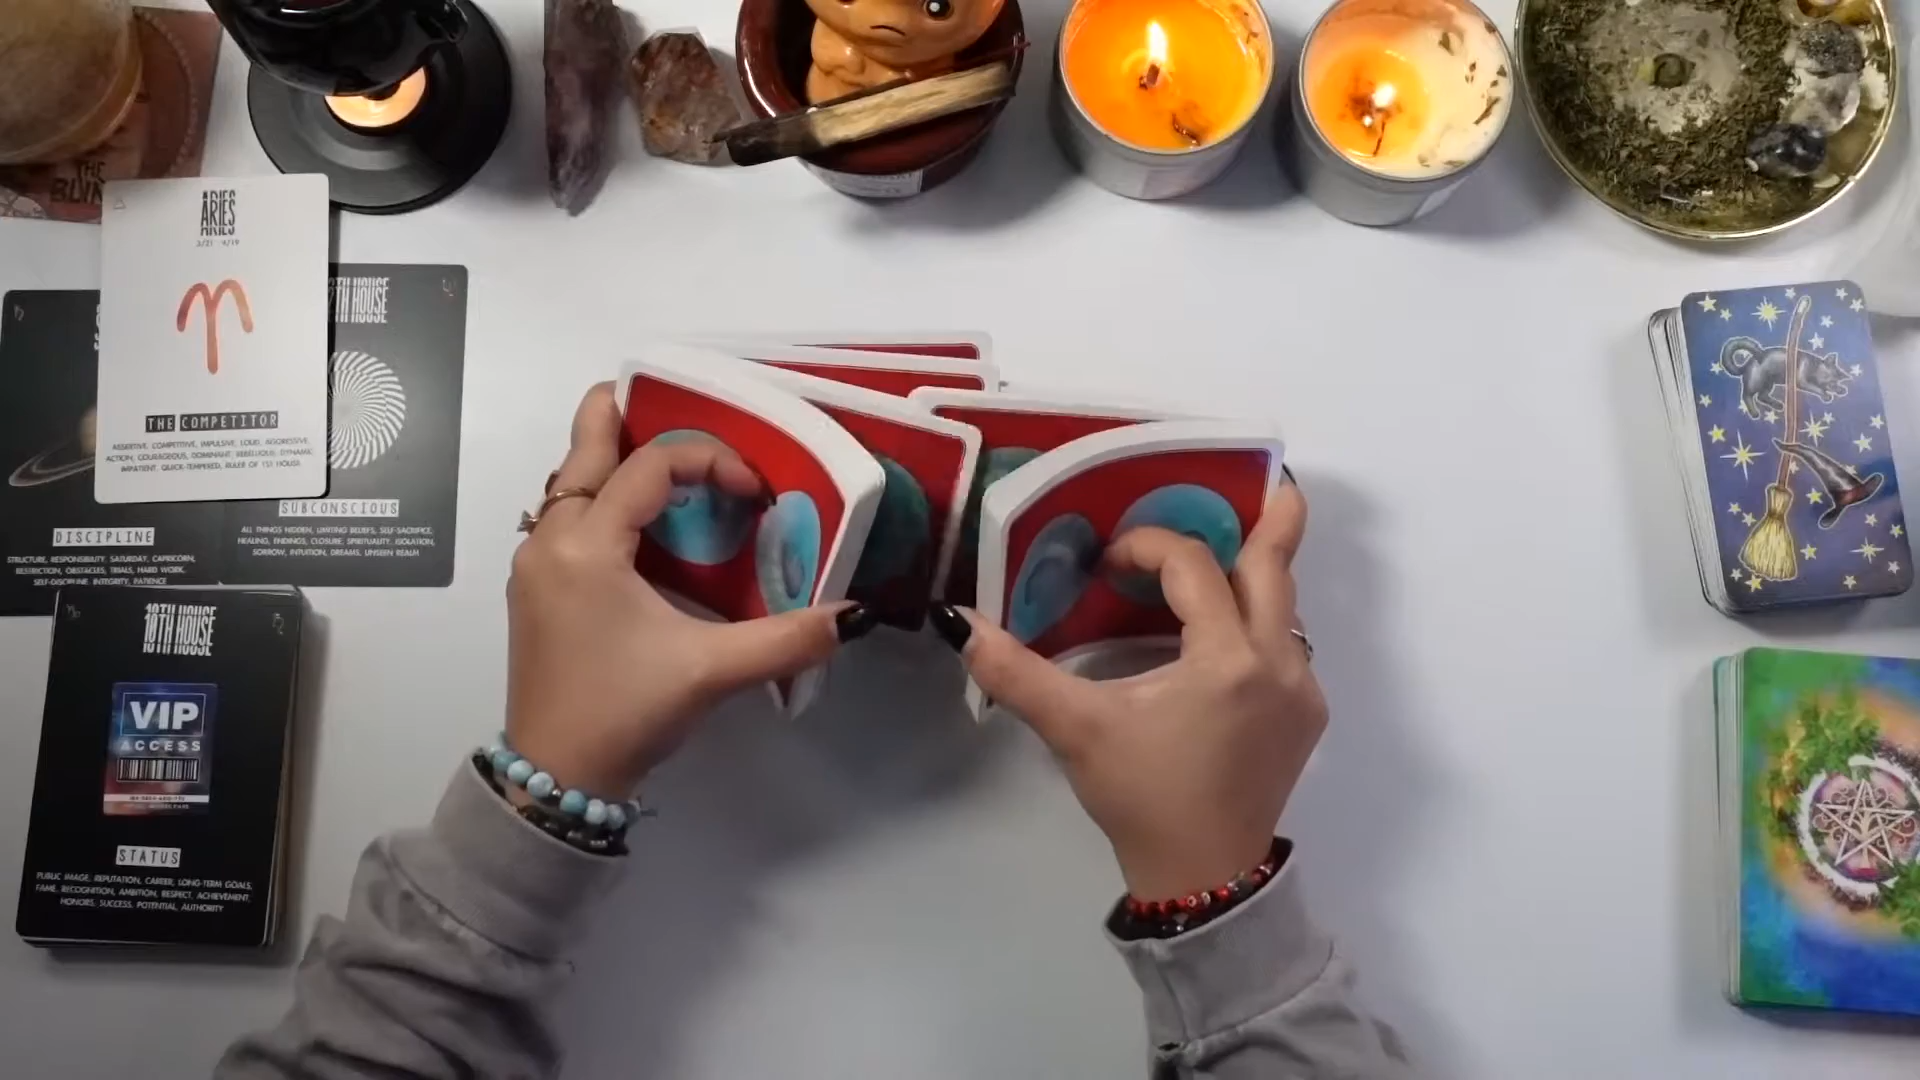 THE
ARIES
3/21 - 4/19
THE COMPETITOR
ASSERTIVE, COMPETITIVE, IMPULSIVE, LOUD, AGGRESSIVE,
ACTION, COURAGEOUS, DOMINANT, REBELLIOUS, DYNAMIC,
IMPATIENT, QUICK-TEMPERED, RULER OF 1ST HOUSE
TH HOUSE
SUBCONSCIOUS
ALL THINGS HIDDEN, LIMITING BELIEFS, SELF-SACRIFICE,
HEALING, ENDINGS, CLOSURE, SPIRITUALITY, ISOLATION,
SORROW, INTUITION, DREAMS, UNSEEN REALM
DISCIPLINE
STRUCTURE, RESPONSIBILITY, SATURDAY, CAPRICORN,
RESTRICTION, OBSTACLES, TRIALS, HARD WORK,
SELF-DISCIPLINE, INTEGRITY, PATIENCE
10TH HOUSE
VIP
ACCESS
STATUS
PUBLIC IMAGE, REPUTATION, CAREER, LONG-TERM GOALS,
FAME, RECOGNITION, AMBITION, RESPECT, ACHIEVEMENT,
HONORS, SUCCESS, POTENTIAL, AUTHORITY